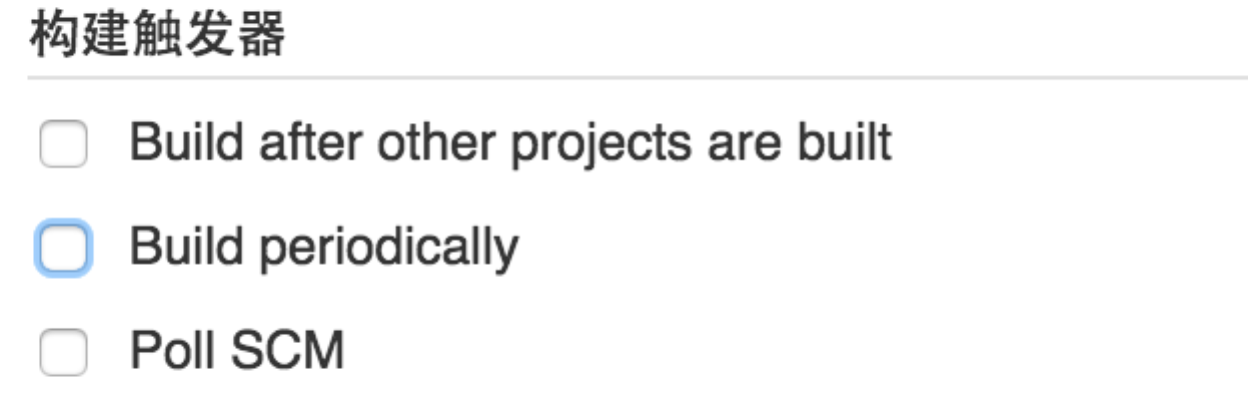 构建触发器
Build after other projects are built
Build periodically
Poll SCM